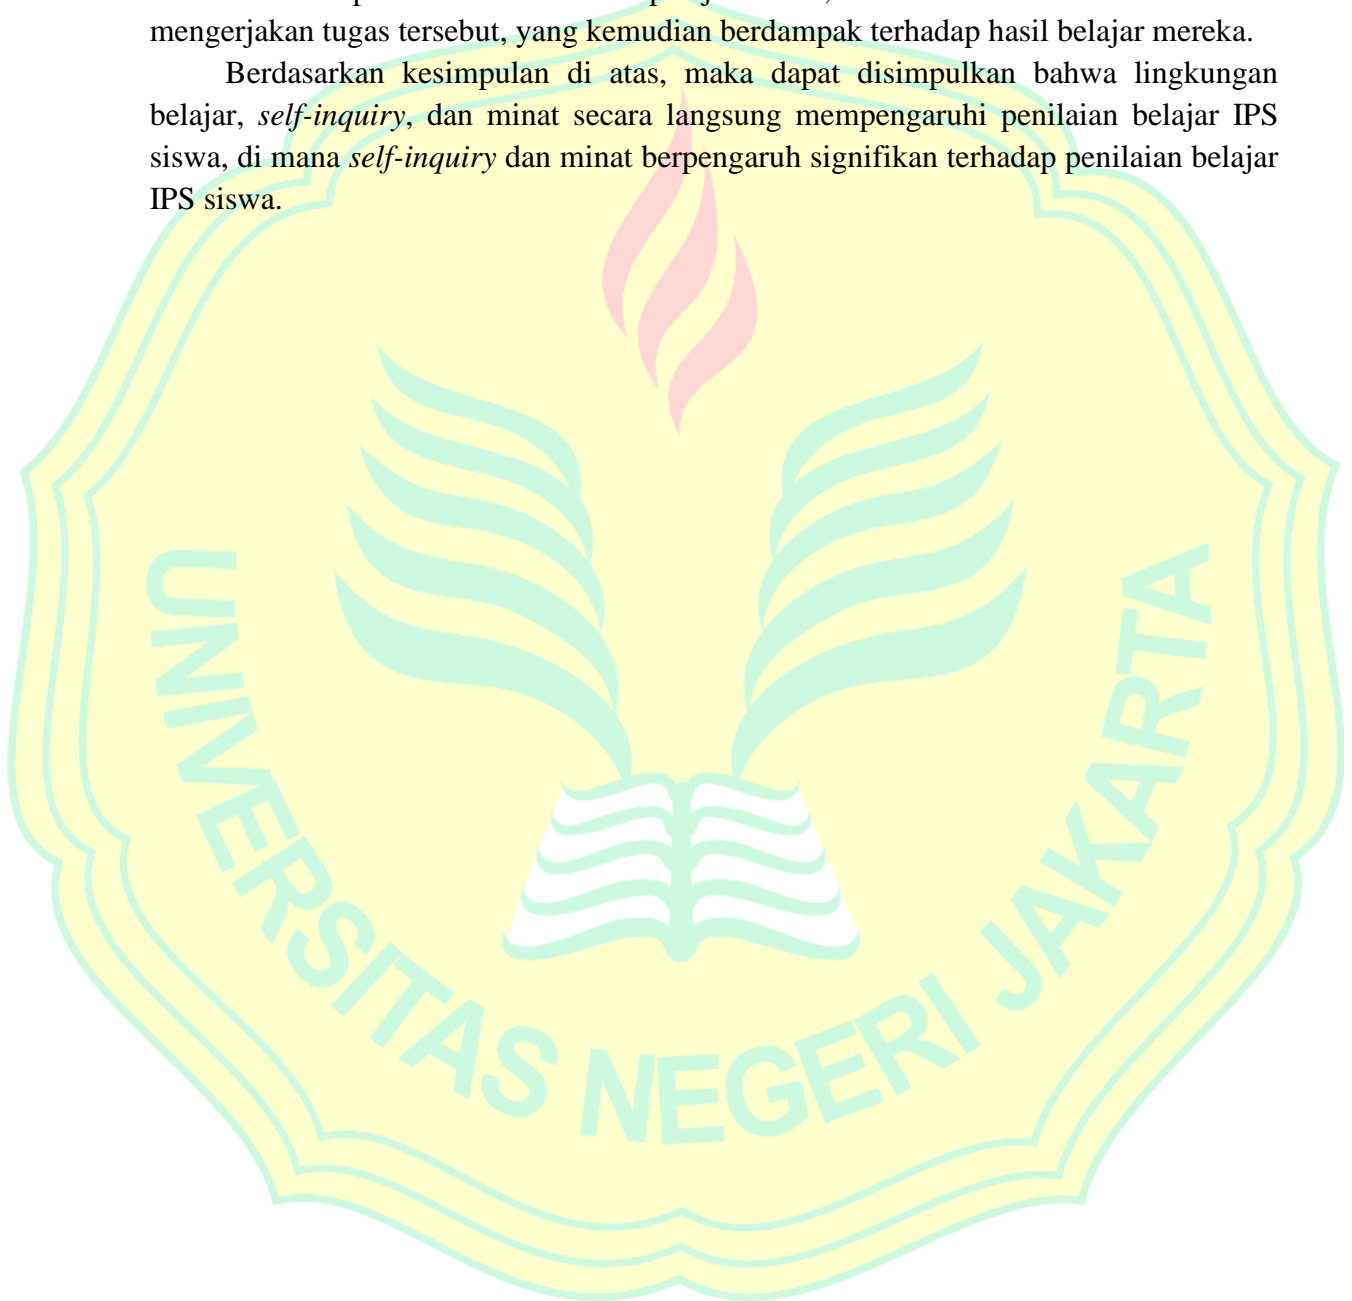 mengerjakan tugas tersebut, yang kemudian berdampak terhadap hasil belajar mereka.
Berdasarkan kesimpulan di atas, maka dapat disimpulkan bahwa lingkungan
belajar, self-inquiry, dan minat secara langsung mempengaruhi penilaian belajar IPS
siswa, di mana self-inquiry dan minat berpengaruh signifikan terhadap penilaian belajar
IPS siswa.
UNIVERSITAS NEGERI JAKARTA